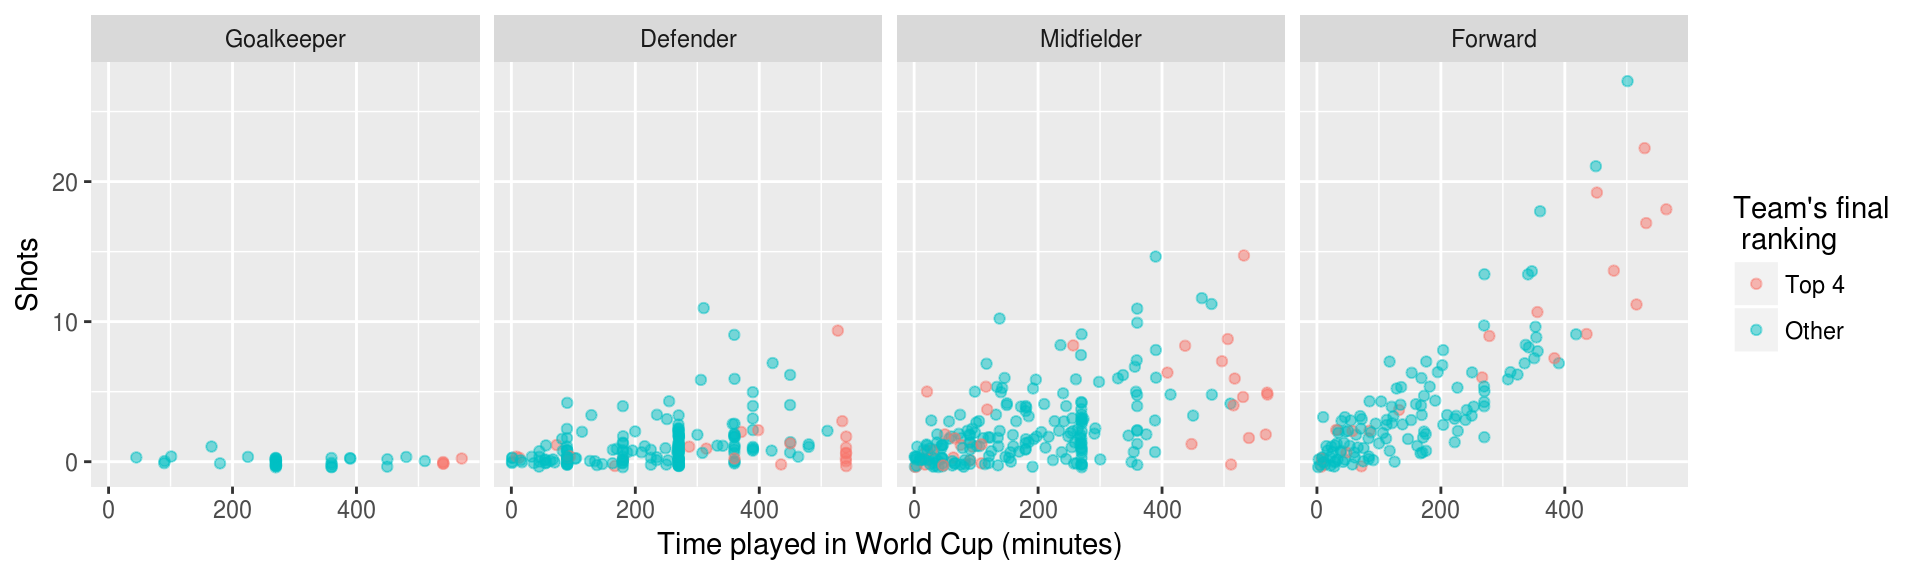 Goalkeeper Defender Midfielder Forward
20
10
0
Shots
0 200 400 0 200 400 0 200 400 0 200 400
Time played in World Cup (minutes)
Team's final
ranking
Top 4
Other